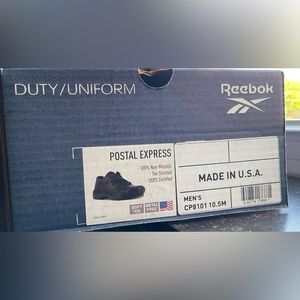 DUTY/UNIFORM
Reebok
POSTAL EXPRESS
100% Non-Metallic
Toe Stitched
USPS Certified
MADE IN U.S.A.
MEN'S
CP8101 10.5M